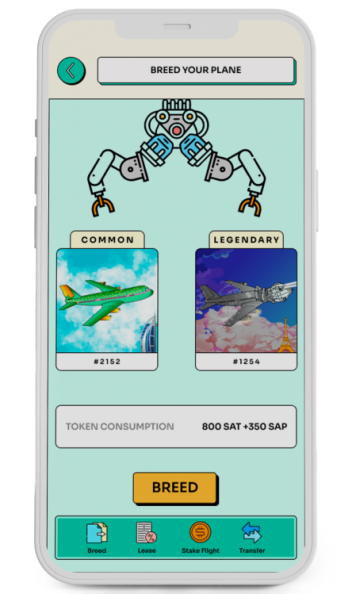 BREED YOUR PLANE
COMMON
LEGENDARY
#2152
#1254
TOKEN CONSUMPTION 800 SAT +350 SAP
BREED
Breed Lease Stake Flight Transfer